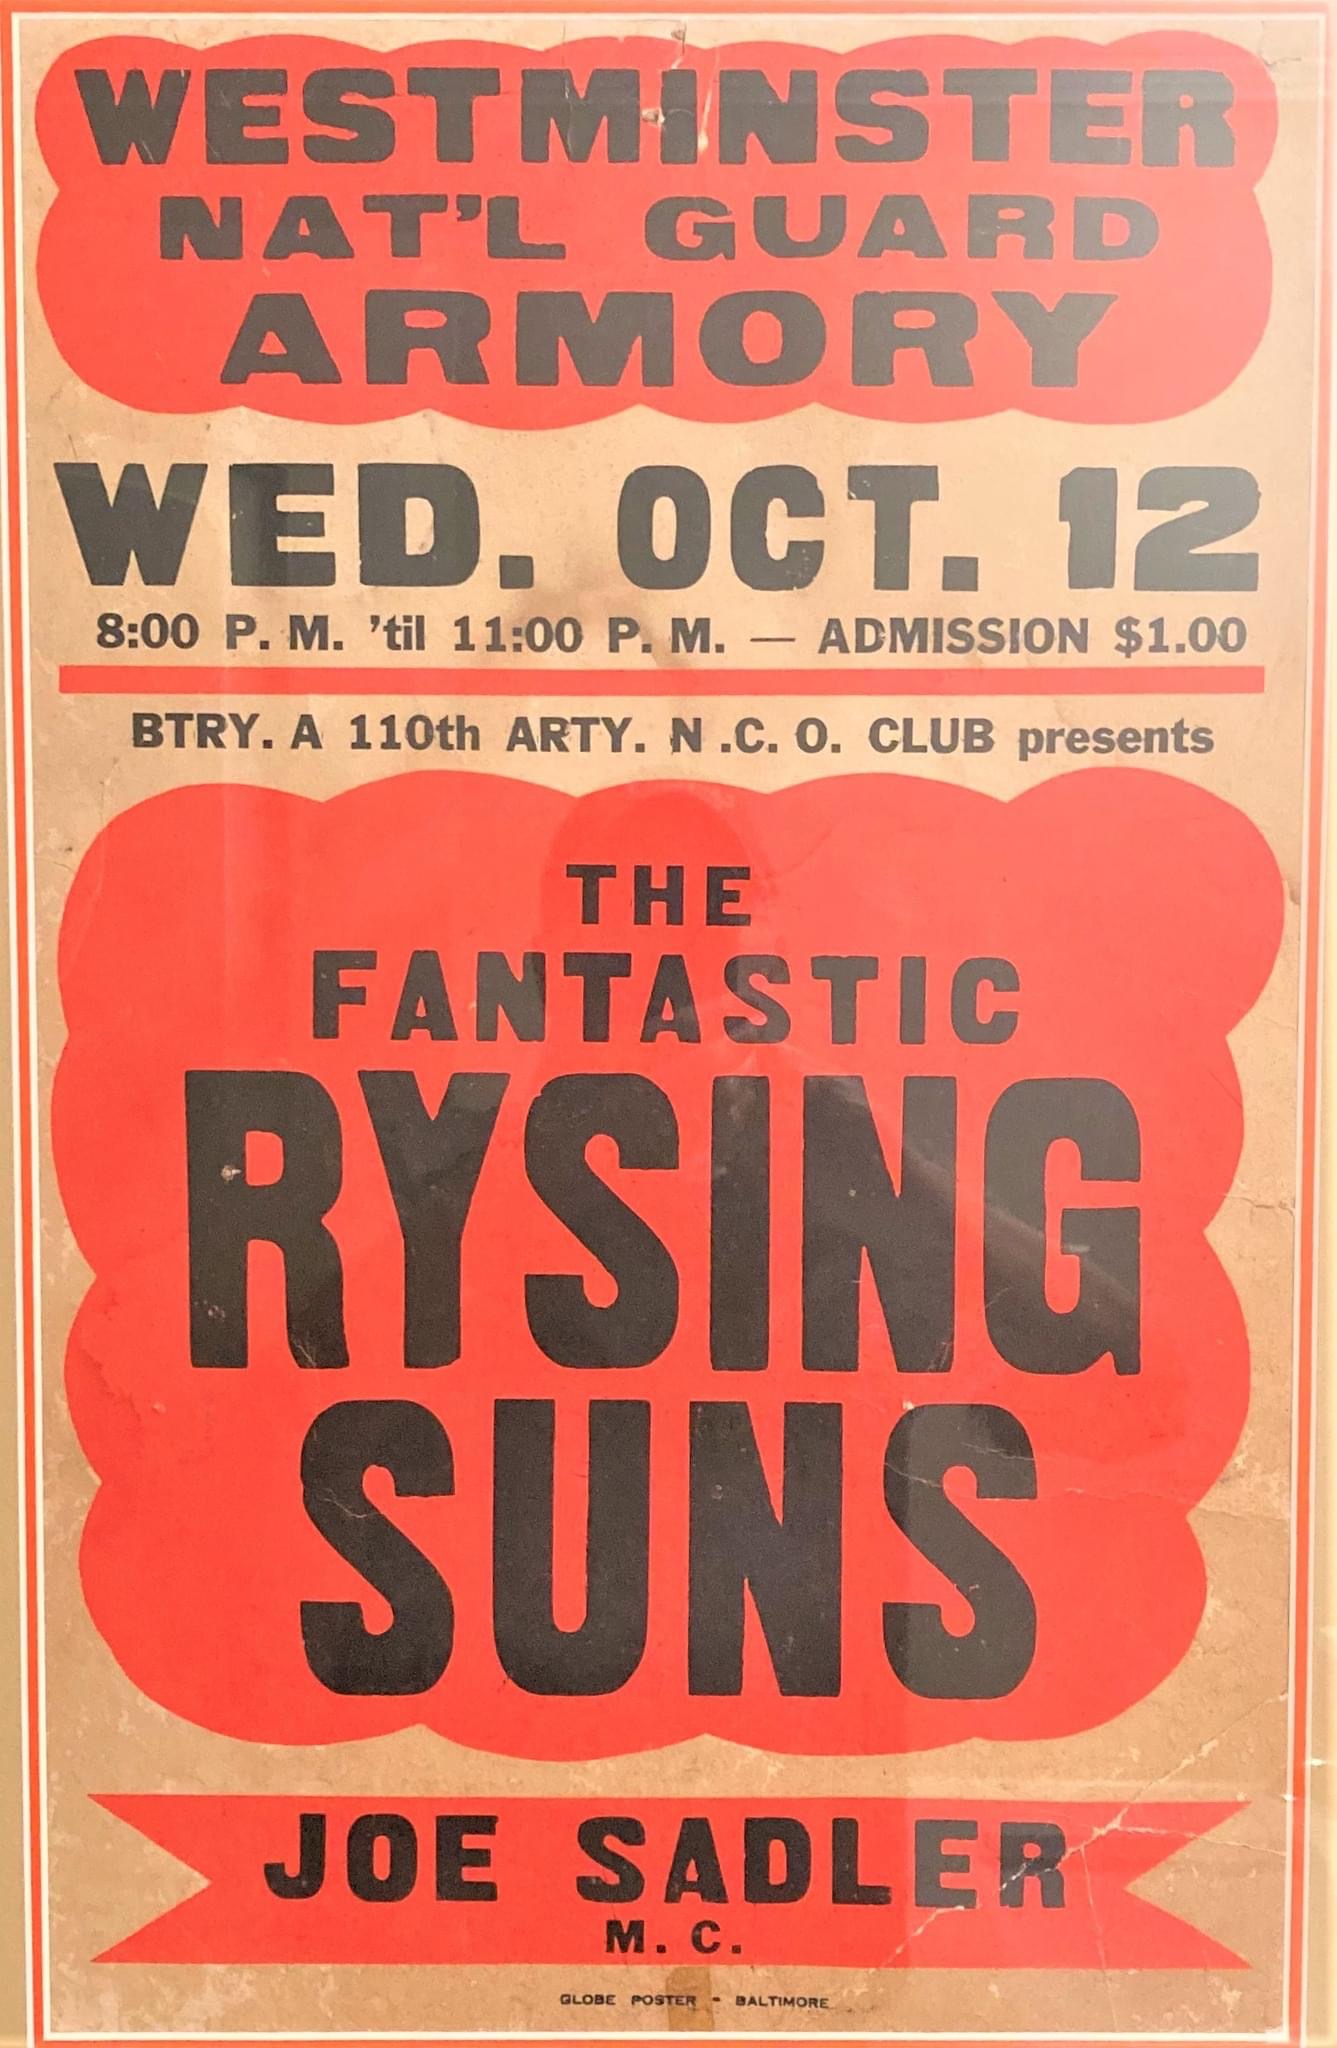 WESTMINSTER
NAT'L GUARD
ARMORY
WED. OCT. 12
8:00 P. M. 'til 11:00 P. M. — ADMISSION $1.00
BTRY. A 110th ARTY. N .C. O. CLUB presents
THE
FANTASTIC
RYSING
SUNS
JOE SADLER
M. C.
GLOBE POSTER - BALTIMORE